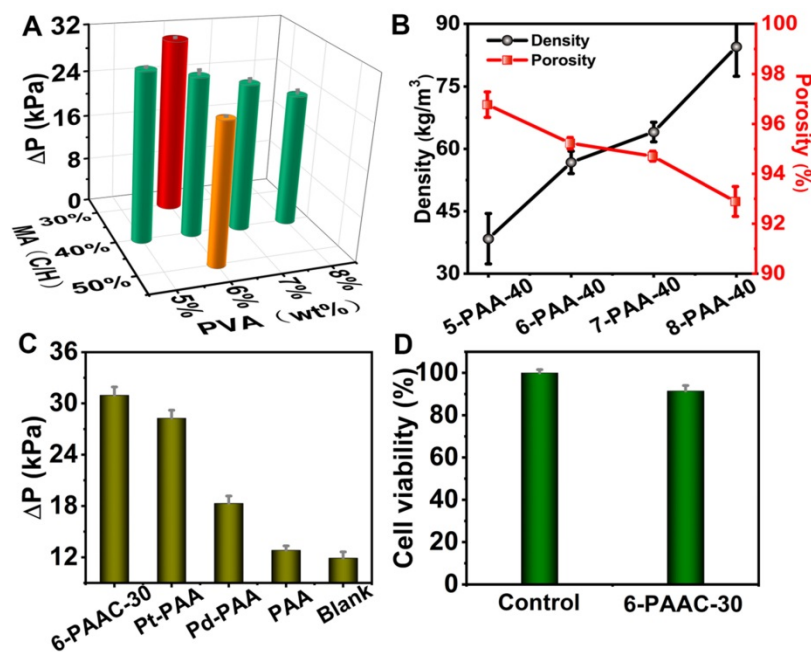 A
ΔP (kPa)
32
24
16
8
0
30%
40%
50%
MA (C/H)
5%
6%
7%
8%
PVA (wt%)
B
Density (kg/m³)
90
75
60
45
30
Density
Porosity
100
98
96
94
92
90
Porosity (%)
5-PAA-40
6-PAA-40
7-PAA-40
8-PAA-40
C
ΔP (kPa)
36
30
24
18
12
6-PAAC-30
Pt-PAA
Pd-PAA
PAA
Blank
D
Cell viability (%)
100
80
60
40
20
0
Control
6-PAAC-30